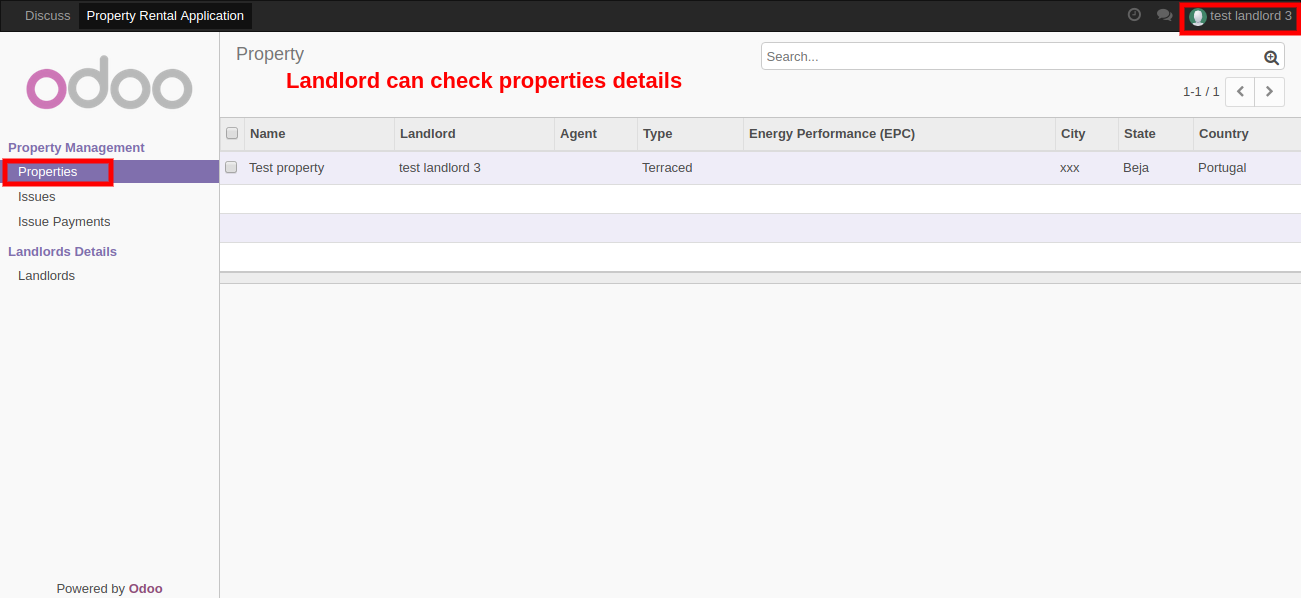 Discuss Property Rental Application test landlord 3
odoo
Property
Search...
Landlord can check properties details
1-1 / 1
Property Management
Properties
Issues
Issue Payments
Landlords Details
Landlords
Name Landlord Agent Type Energy Performance (EPC) City State Country
Test property test landlord 3 Terraced xxx Beja Portugal
Powered by Odoo